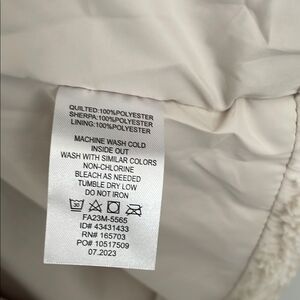 QUILTED:100%POLYESTER
SHERPA:100%POLYESTER
LINING:100%POLYESTER
MACHINE WASH COLD
INSIDE OUT
WASH WITH SIMILAR COLORS
NON-CHLORINE
BLEACH AS NEEDED
TUMBLE DRY LOW
DO NOT IRON
FA23M-5565
ID# 43431433
RN# 165703
PO# 10517509
07.2023